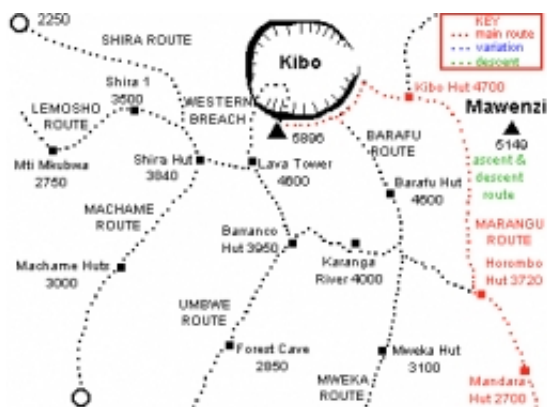 2250
SHIRA ROUTE
Kibo
KEY
main route
variation
descent
Shira 1
3500
LEMOSHO
ROUTE
WESTERN
BREACH
5895
Kibo Hut 4700
Mawenzi
5149
ascent &
descent
route
BARAFU
ROUTE
Mti Mkubwa
2750
Shira Hut
3840
Lava Tower
4600
Barafu Hut
4600
MACHAME
ROUTE
MARANGU
ROUTE
Barranco
Hut 3950
Karanga
River 4000
Horombo
Hut 3720
Machame Huts
3000
UMBWE
ROUTE
Forest Cave
2850
Mweka Hut
3100
MWEKA
ROUTE
Mandara
Hut 2700